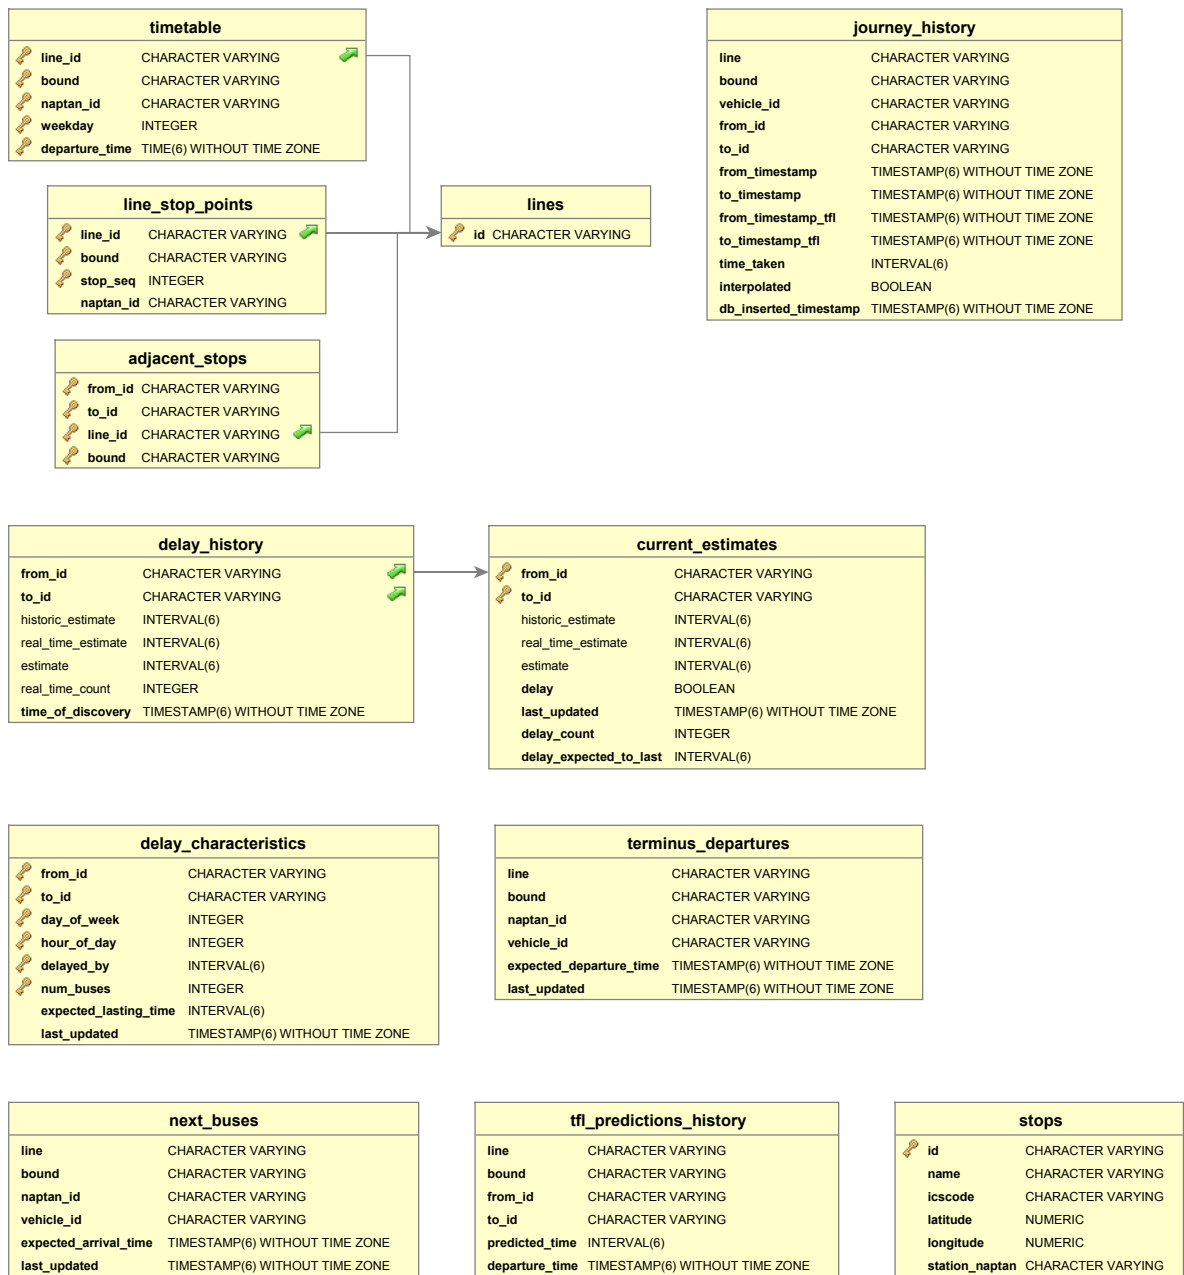 timetable
line_id CHARACTER VARYING
bound CHARACTER VARYING
naptan_id CHARACTER VARYING
weekday INTEGER
departure_time TIME(6) WITHOUT TIME ZONE
journey_history
line CHARACTER VARYING
bound CHARACTER VARYING
vehicle_id CHARACTER VARYING
from_id CHARACTER VARYING
to_id CHARACTER VARYING
from_timestamp TIMESTAMP(6) WITHOUT TIME ZONE
to_timestamp TIMESTAMP(6) WITHOUT TIME ZONE
from_timestamp_tfl TIMESTAMP(6) WITHOUT TIME ZONE
to_timestamp_tfl TIMESTAMP(6) WITHOUT TIME ZONE
time_taken INTERVAL(6)
interpolated BOOLEAN
db_inserted_timestamp TIMESTAMP(6) WITHOUT TIME ZONE
line_stop_points
line_id CHARACTER VARYING
bound CHARACTER VARYING
stop_seq INTEGER
naptan_id CHARACTER VARYING
lines
id CHARACTER VARYING
adjacent_stops
from_id CHARACTER VARYING
to_id CHARACTER VARYING
line_id CHARACTER VARYING
bound CHARACTER VARYING
delay_history
from_id CHARACTER VARYING
to_id CHARACTER VARYING
historic_estimate INTERVAL(6)
real_time_estimate INTERVAL(6)
estimate INTERVAL(6)
real_time_count INTEGER
time_of_discovery TIMESTAMP(6) WITHOUT TIME ZONE
current_estimates
from_id CHARACTER VARYING
to_id CHARACTER VARYING
historic_estimate INTERVAL(6)
real_time_estimate INTERVAL(6)
estimate INTERVAL(6)
delay BOOLEAN
last_updated TIMESTAMP(6) WITHOUT TIME ZONE
delay_count INTEGER
delay_expected_to_last INTERVAL(6)
delay_characteristics
from_id CHARACTER VARYING
to_id CHARACTER VARYING
day_of_week INTEGER
hour_of_day INTEGER
delayed_by INTERVAL(6)
num_buses INTEGER
expected_lasting_time INTERVAL(6)
last_updated TIMESTAMP(6) WITHOUT TIME ZONE
terminus_departures
line CHARACTER VARYING
bound CHARACTER VARYING
naptan_id CHARACTER VARYING
vehicle_id CHARACTER VARYING
expected_departure_time TIMESTAMP(6) WITHOUT TIME ZONE
last_updated TIMESTAMP(6) WITHOUT TIME ZONE
next_buses
line CHARACTER VARYING
bound CHARACTER VARYING
naptan_id CHARACTER VARYING
vehicle_id CHARACTER VARYING
expected_arrival_time TIMESTAMP(6) WITHOUT TIME ZONE
last_updated TIMESTAMP(6) WITHOUT TIME ZONE
tfl_predictions_history
line CHARACTER VARYING
bound CHARACTER VARYING
from_id CHARACTER VARYING
to_id CHARACTER VARYING
predicted_time INTERVAL(6)
departure_time TIMESTAMP(6) WITHOUT TIME ZONE
stops
id CHARACTER VARYING
name CHARACTER VARYING
icscode CHARACTER VARYING
latitude NUMERIC
longitude NUMERIC
station_naptan CHARACTER VARYING